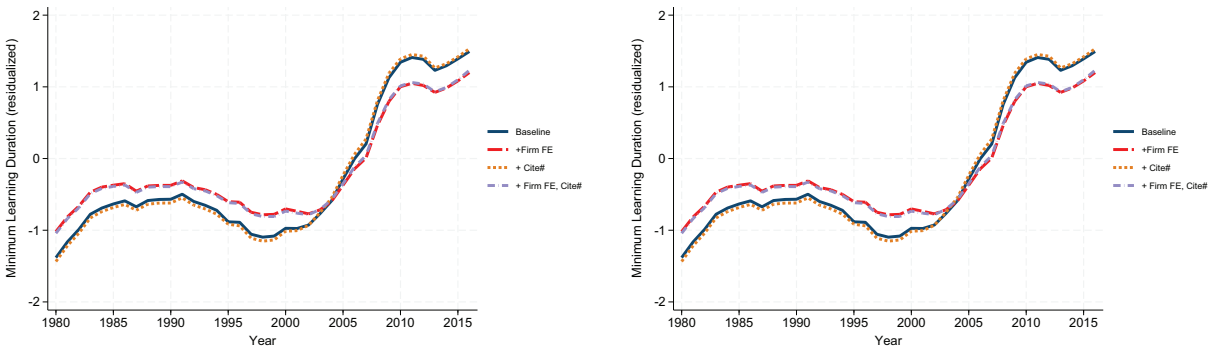 Minimum Learning Duration (residualized)
2
1
0
-1
-2
1980 1985 1990 1995 2000 2005 2010 2015
Year
Baseline
+Firm FE
+ Cite#
+ Firm FE, Cite#
Minimum Learning Duration (residualized)
2
1
0
-1
-2
1980 1985 1990 1995 2000 2005 2010 2015
Year
Baseline
+Firm FE
+ Cite#
+ Firm FE, Cite#